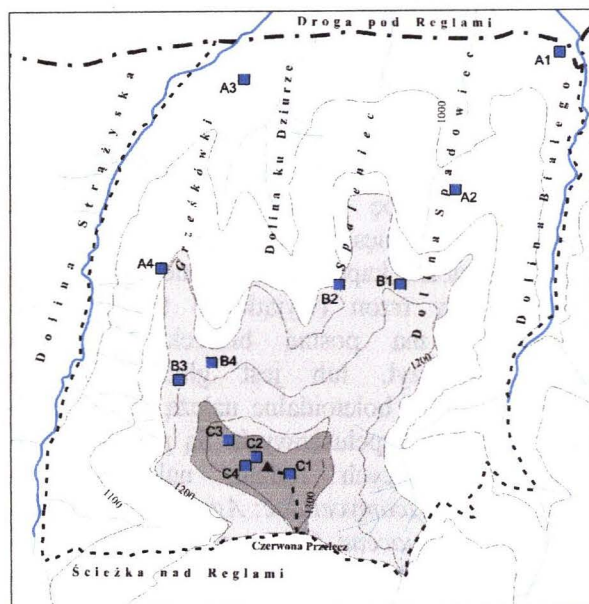 Droga pod Reglami
A1
A3
Dolina Strążyska
Grześkówki
Dolina ku Dziurze
Spaleniec
1000
Dolina Spadowiec
Dolina Białego
A2
A4
B2
B1
B3
B4
1200
C3
C2
C4
C1
1100
1200
1300
Czerwona Przełęcz
Ścieżka nad Reglami